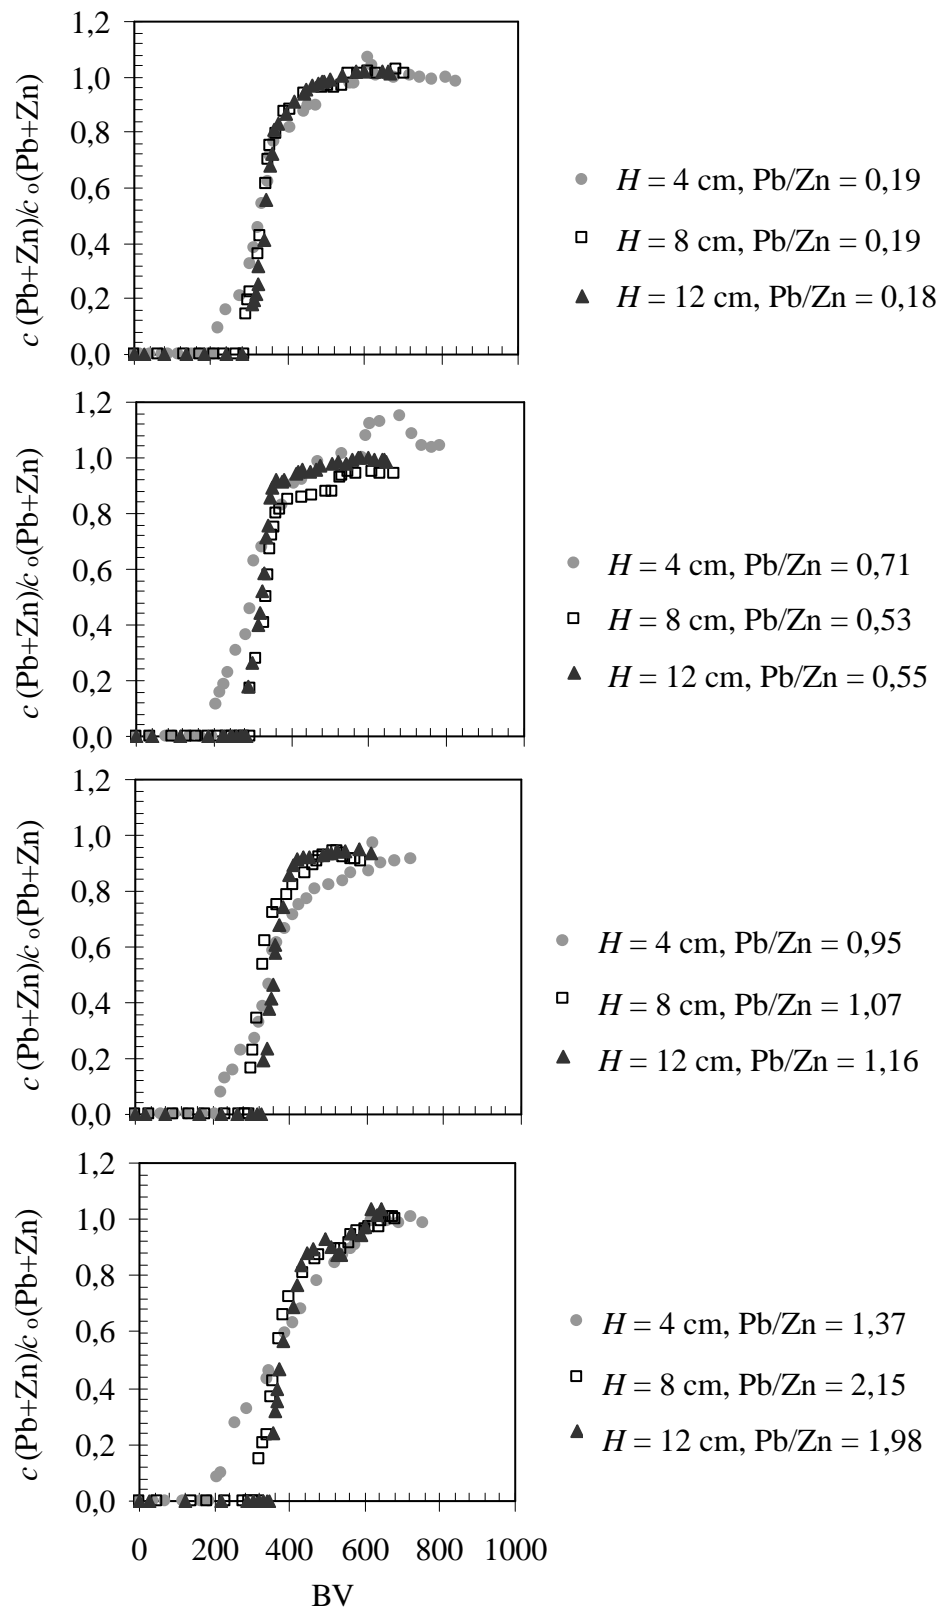 1,2
1,0
0,8
0,6
0,4
0,2
0,0
c (Pb+Zn)/c o(Pb+Zn)
H = 4 cm, Pb/Zn = 0,19
H = 8 cm, Pb/Zn = 0,19
H = 12 cm, Pb/Zn = 0,18
1,2
1,0
0,8
0,6
0,4
0,2
0,0
c (Pb+Zn)/c o(Pb+Zn)
H = 4 cm, Pb/Zn = 0,71
H = 8 cm, Pb/Zn = 0,53
H = 12 cm, Pb/Zn = 0,55
1,2
1,0
0,8
0,6
0,4
0,2
0,0
c (Pb+Zn)/c o(Pb+Zn)
H = 4 cm, Pb/Zn = 0,95
H = 8 cm, Pb/Zn = 1,07
H = 12 cm, Pb/Zn = 1,16
1,2
1,0
0,8
0,6
0,4
0,2
0,0
c (Pb+Zn)/c o(Pb+Zn)
H = 4 cm, Pb/Zn = 1,37
H = 8 cm, Pb/Zn = 2,15
H = 12 cm, Pb/Zn = 1,98
0 200 400 600 800 1000
BV